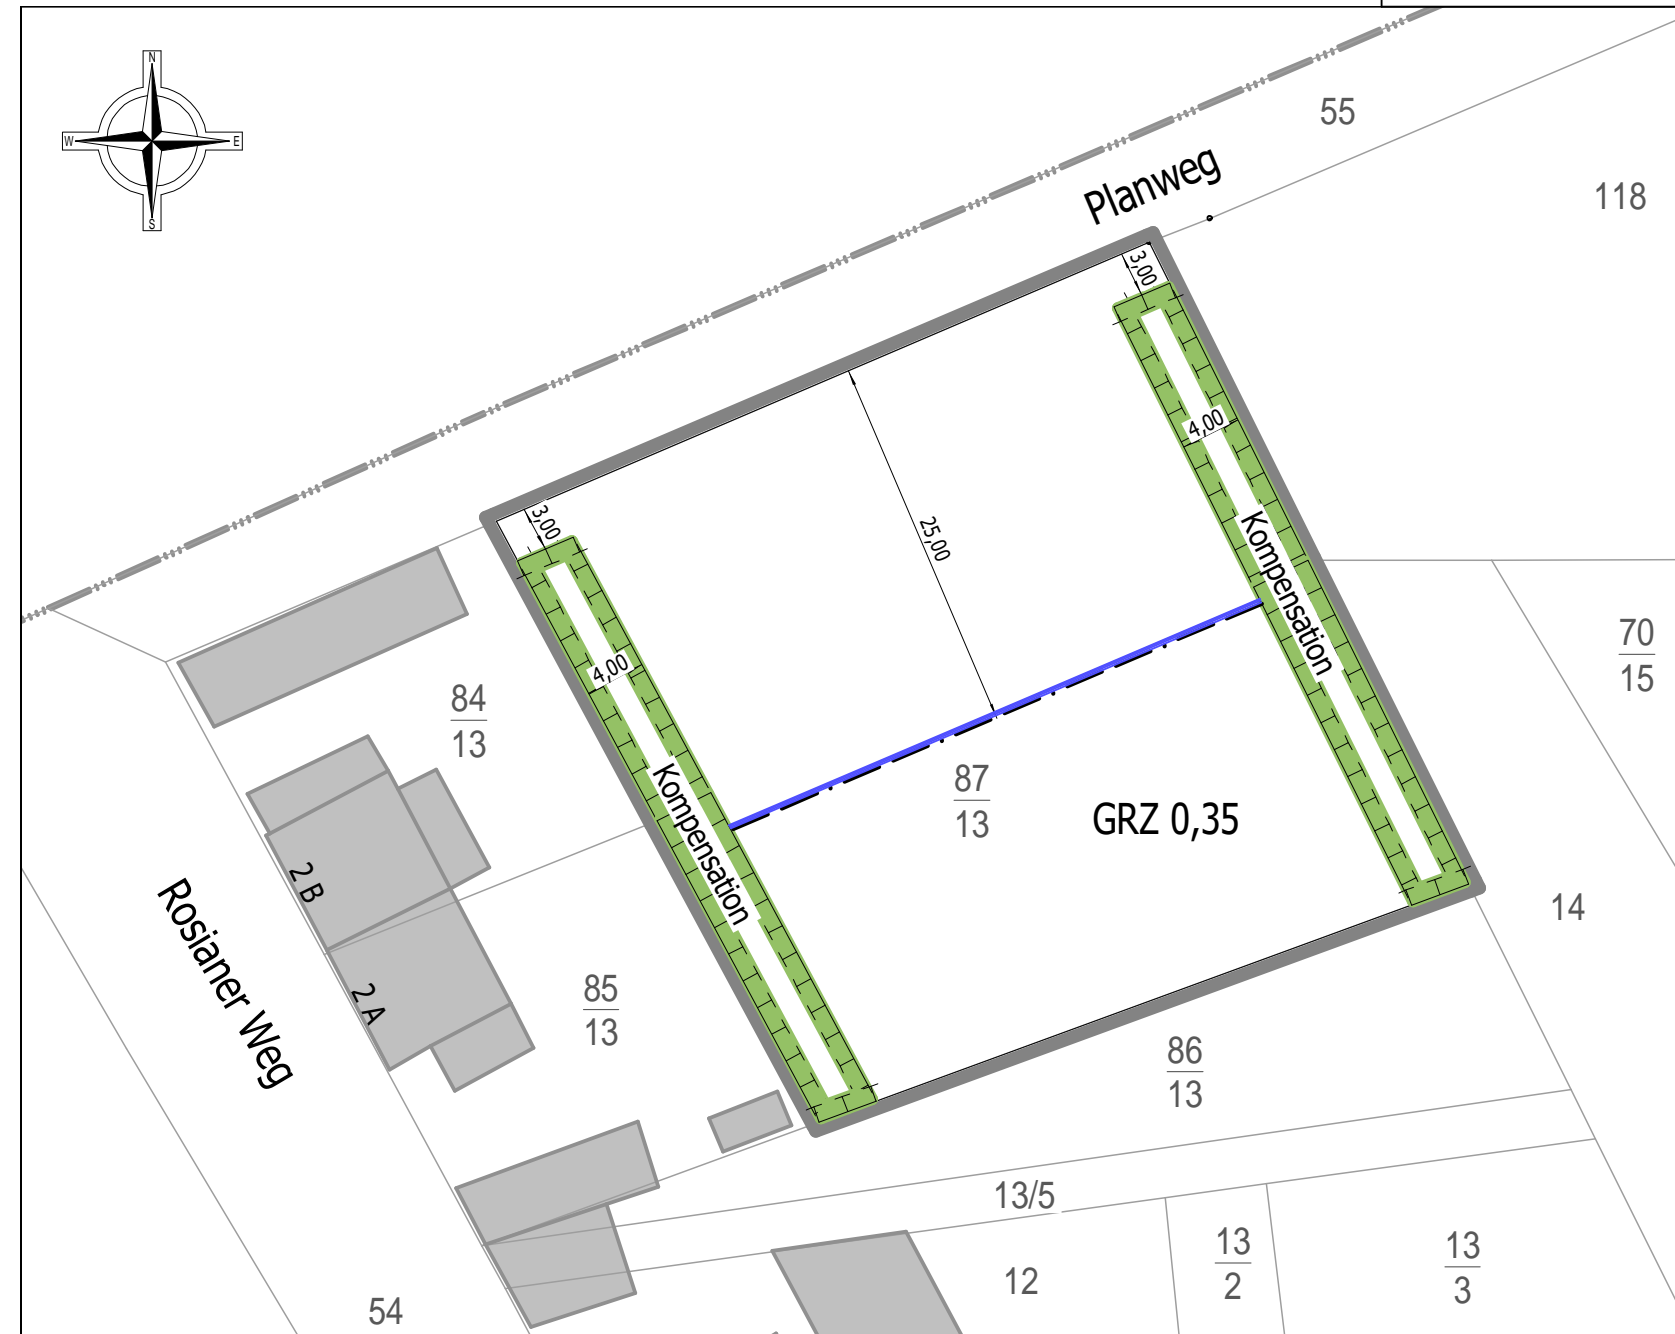 N
W
E
S
55
Planweg
118
3,00
4,00
3,00
25,00
Kompensation
4,00
70
15
84
13
Kompensation
87
13
GRZ 0,35
2 B
14
Rosianer Weg
2 A
85
13
86
13
13/5
13
2
13
3
12
54